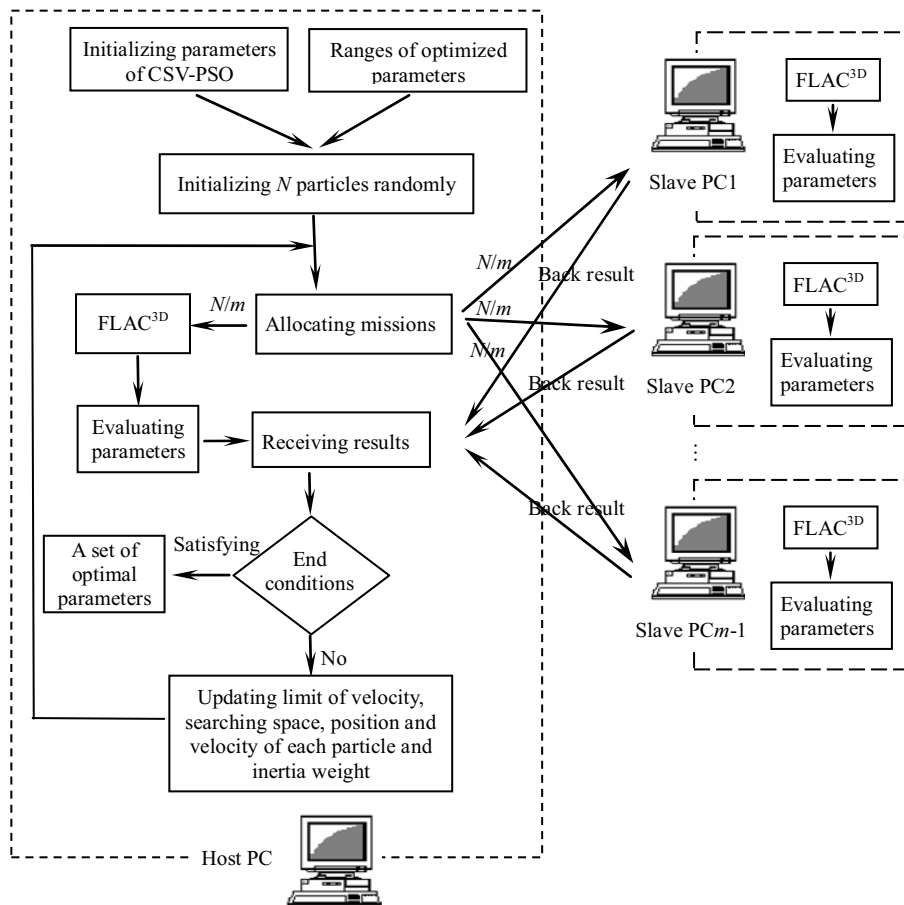 Initializing parameters
of CSV-PSO
Ranges of optimized
parameters
Initializing N particles randomly
N/m
FLAC3D
Allocating missions
Evaluating
parameters
Receiving results
Satisfying
A set of
optimal
parameters
End
conditions
No
Updating limit of velocity,
searching space, position and
velocity of each particle and
inertia weight
Host PC
N/m
Back result
N/m
N/m
Back result
Back result
Slave PC1
FLAC3D
Evaluating
parameters
Slave PC2
FLAC3D
Evaluating
parameters
...
Slave PCm-1
FLAC3D
Evaluating
parameters